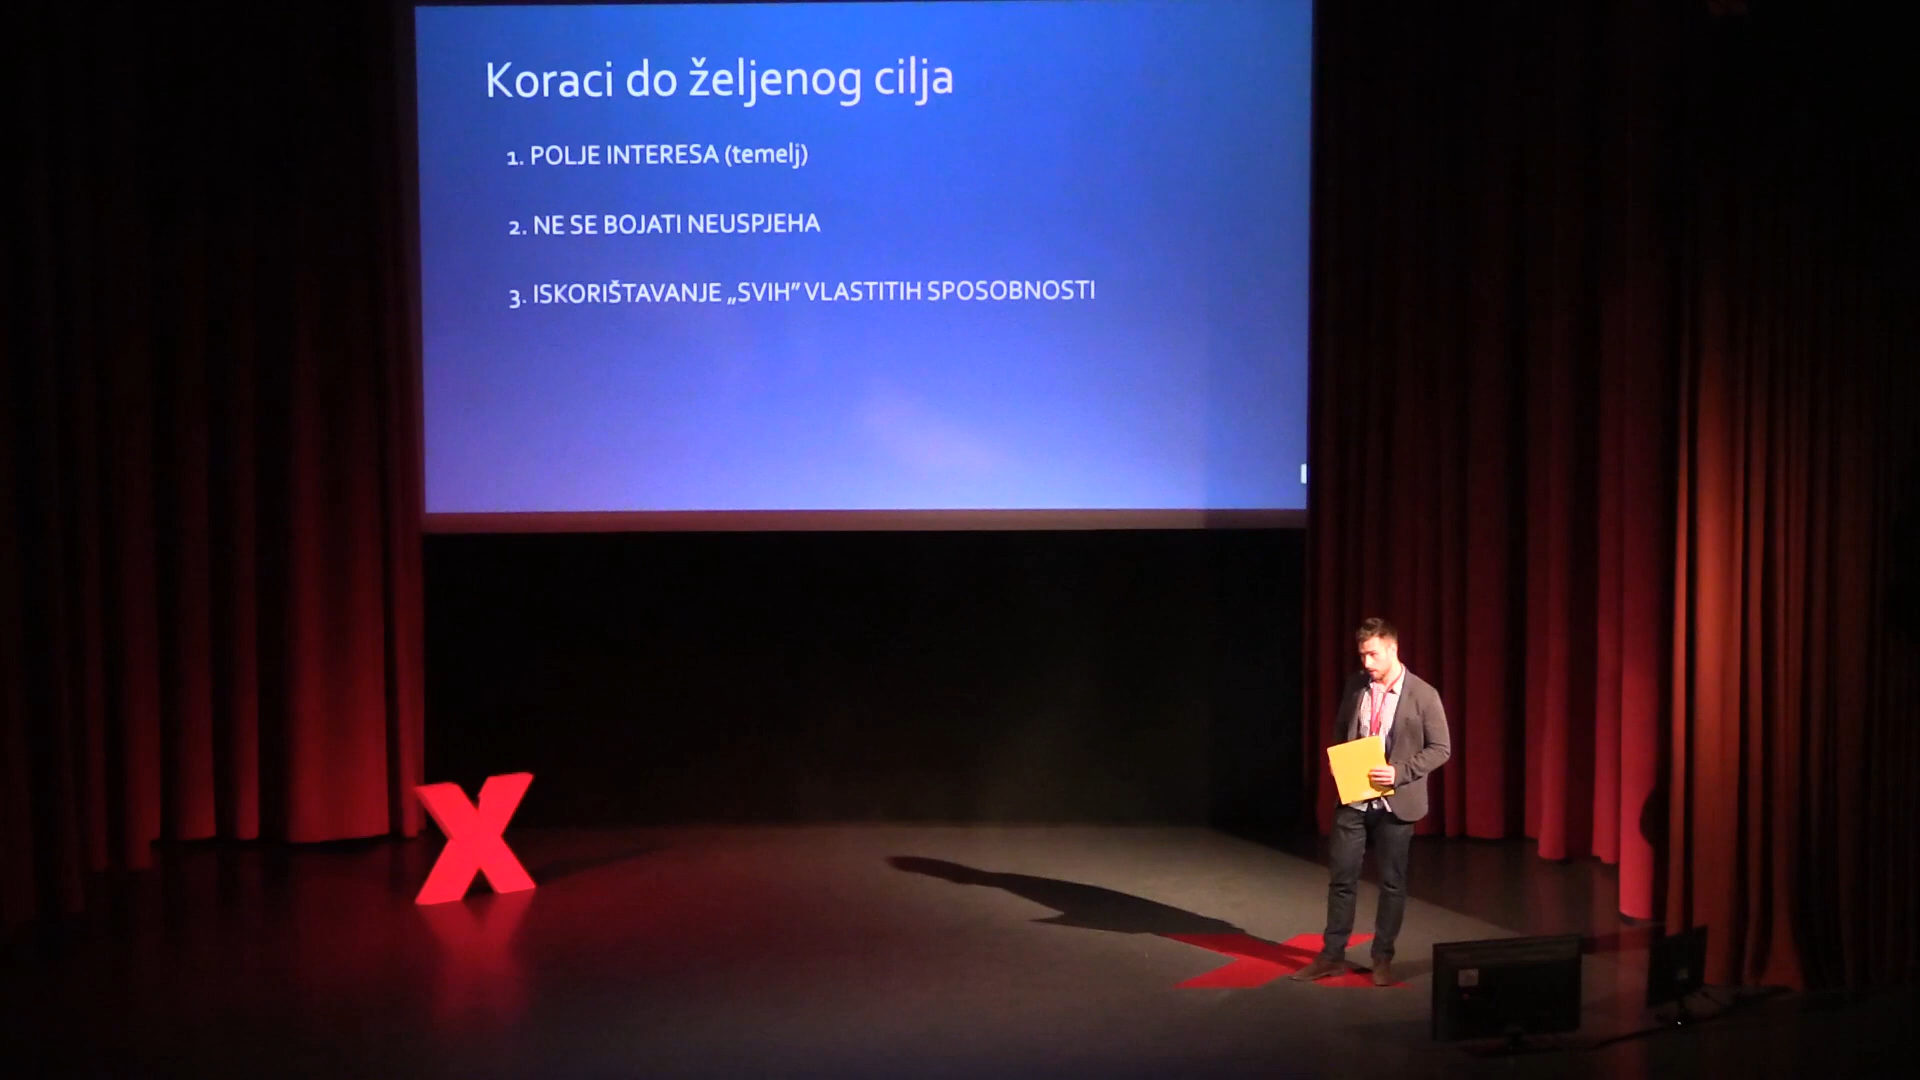 Koraci do željenog cilja
1. POLJE INTERESA (temelj)
2. NE SE BOJATI NEUSPJEHA
3. ISKORIŠTAVANJE „SVIH” VLASTITIH SPOSOBNOSTI
X